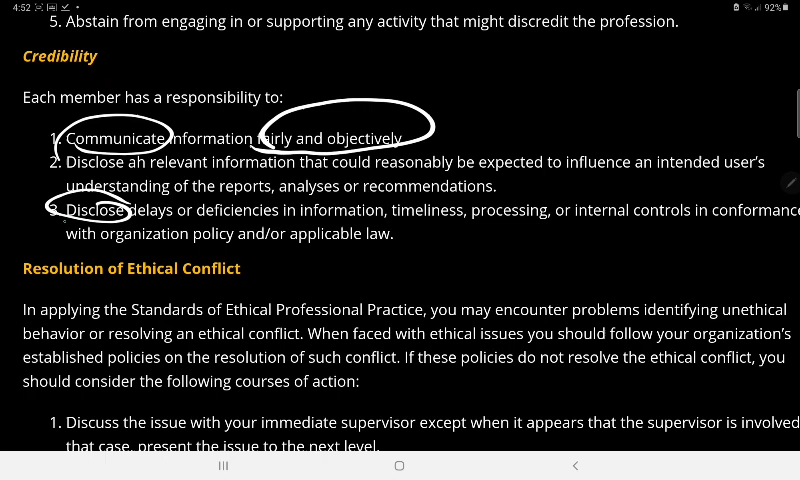 4:52
92%
5. Abstain from engaging in or supporting any activity that might discredit the profession.
Credibility
Each member has a responsibility to:
1. Communicate information fairly and objectively
2. Disclose all relevant information that could reasonably be expected to influence an intended user's
understanding of the reports, analyses or recommendations.
3. Disclose delays or deficiencies in information, timeliness, processing, or internal controls in conformance
with organization policy and/or applicable law.
Resolution of Ethical Conflict
In applying the Standards of Ethical Professional Practice, you may encounter problems identifying unethical
behavior or resolving an ethical conflict. When faced with ethical issues you should follow your organization's
established policies on the resolution of such conflict. If these policies do not resolve the ethical conflict, you
should consider the following courses of action:
1. Discuss the issue with your immediate supervisor except when it appears that the supervisor is involved
that case, present the issue to the next level.